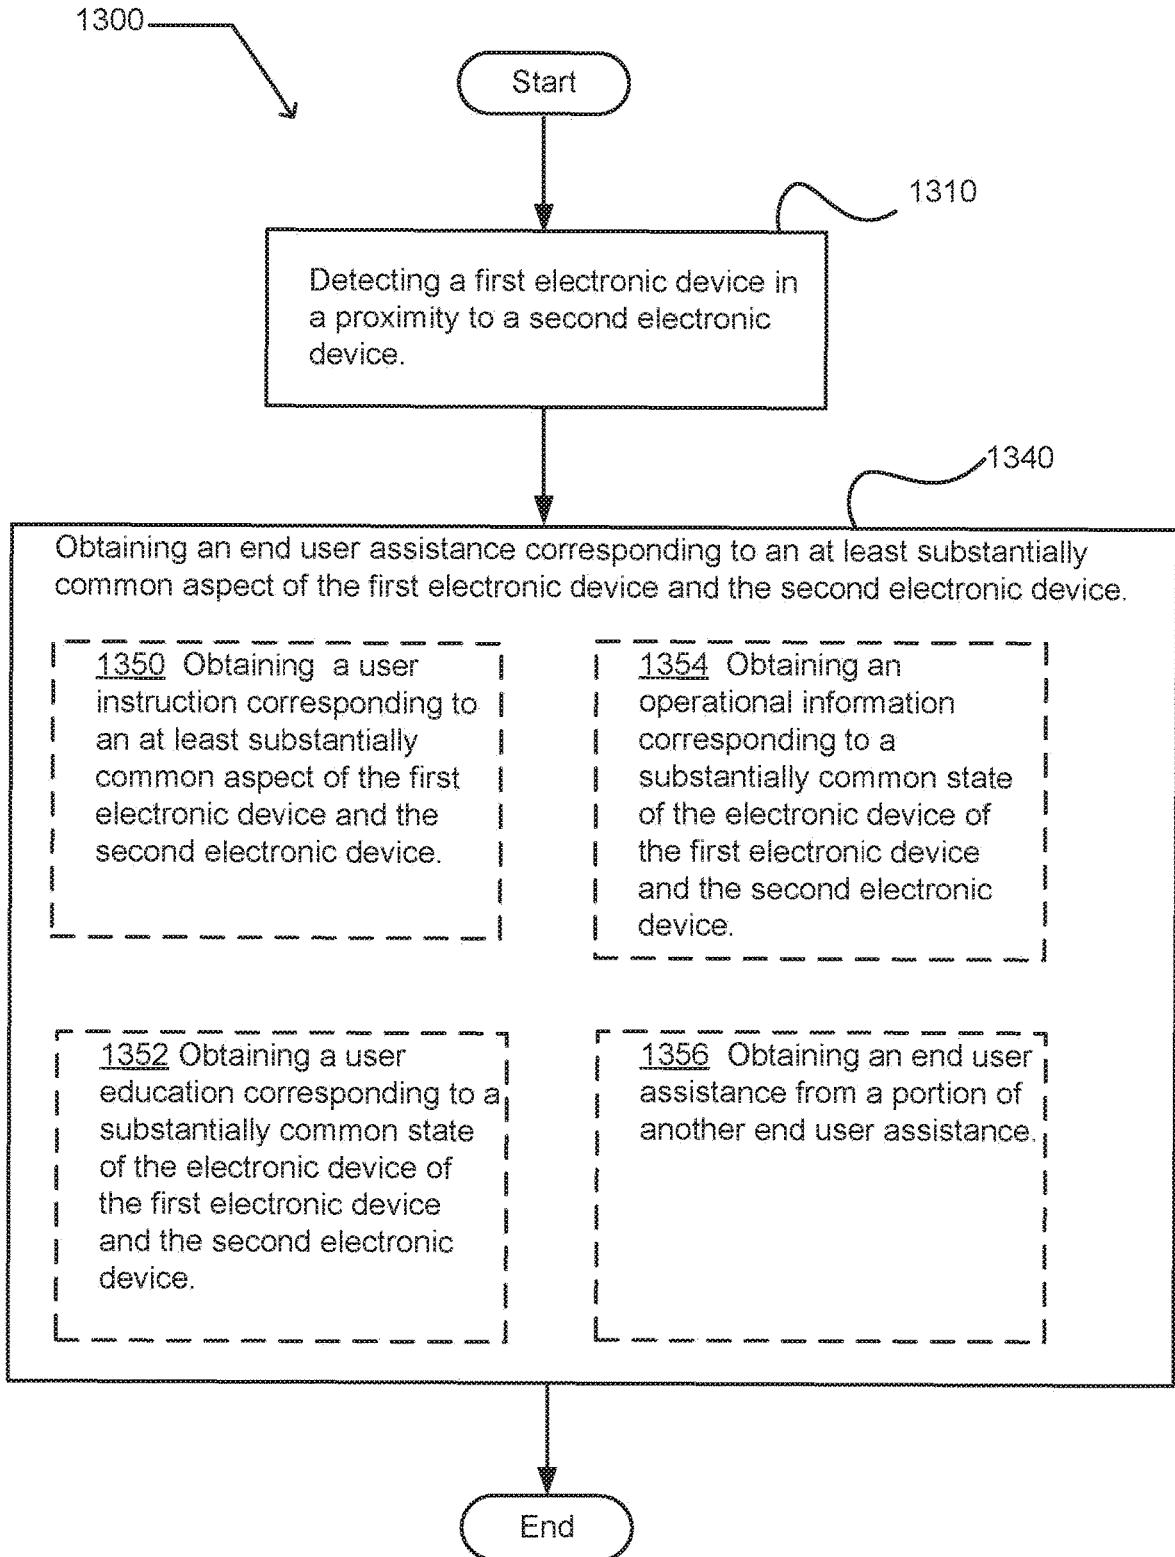 1300
Start
1310
Detecting a first electronic device in
a proximity to a second electronic
device.
1340
Obtaining an end user assistance corresponding to an at least substantially
common aspect of the first electronic device and the second electronic device.
1350 Obtaining a user
instruction corresponding to
an at least substantially
common aspect of the first
electronic device and the
second electronic device.
1354 Obtaining an
operational information
corresponding to a
substantially common state
of the electronic device of
the first electronic device
and the second electronic
device.
1352 Obtaining a user
education corresponding to a
substantially common state
of the electronic device of
the first electronic device
and the second electronic
device.
1356 Obtaining an end user
assistance from a portion of
another end user assistance.
End